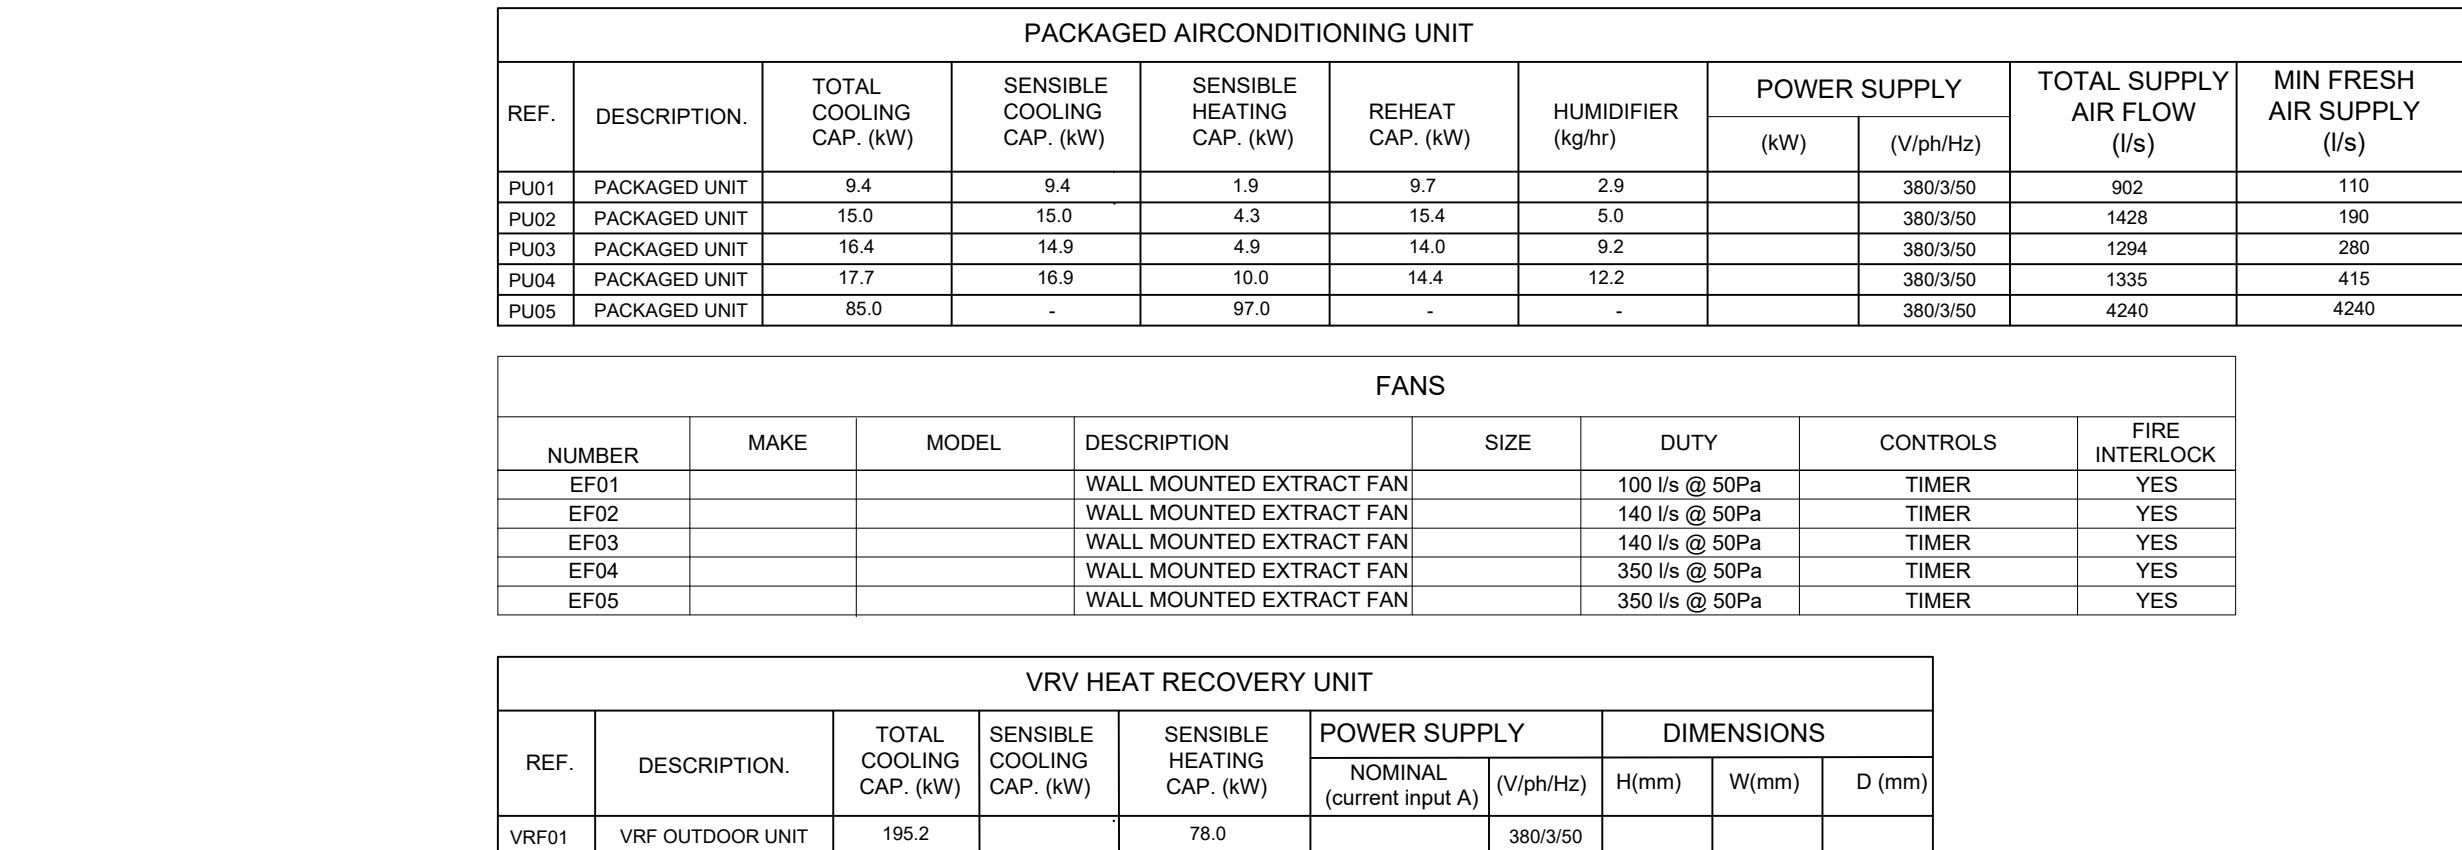 PACKAGED AIRCONDITIONING UNIT
REF. DESCRIPTION. TOTAL COOLING CAP. (kW) SENSIBLE COOLING CAP. (kW) SENSIBLE HEATING CAP. (kW) REHEAT CAP. (kW) HUMIDIFIER (kg/hr) POWER SUPPLY (kW) (V/ph/Hz) TOTAL SUPPLY AIR FLOW (l/s) MIN FRESH AIR SUPPLY (l/s)
PU01 PACKAGED UNIT 9.4 9.4 1.9 9.7 2.9 380/3/50 902 110
PU02 PACKAGED UNIT 15.0 15.0 4.3 15.4 5.0 380/3/50 1428 190
PU03 PACKAGED UNIT 16.4 14.9 4.9 14.0 9.2 380/3/50 1294 280
PU04 PACKAGED UNIT 17.7 16.9 10.0 14.4 12.2 380/3/50 1335 415
PU05 PACKAGED UNIT 85.0 - 97.0 - - 380/3/50 4240 4240
FANS
NUMBER MAKE MODEL DESCRIPTION SIZE DUTY CONTROLS FIRE INTERLOCK
EF01 WALL MOUNTED EXTRACT FAN 100 l/s @ 50Pa TIMER YES
EF02 WALL MOUNTED EXTRACT FAN 140 l/s @ 50Pa TIMER YES
EF03 WALL MOUNTED EXTRACT FAN 140 l/s @ 50Pa TIMER YES
EF04 WALL MOUNTED EXTRACT FAN 350 l/s @ 50Pa TIMER YES
EF05 WALL MOUNTED EXTRACT FAN 350 l/s @ 50Pa TIMER YES
VRV HEAT RECOVERY UNIT
REF. DESCRIPTION. TOTAL COOLING CAP. (kW) SENSIBLE COOLING CAP. (kW) SENSIBLE HEATING CAP. (kW) POWER SUPPLY NOMINAL (current input A) (V/ph/Hz) DIMENSIONS H(mm) W(mm) D (mm)
VRF01 VRF OUTDOOR UNIT 195.2 78.0 380/3/50